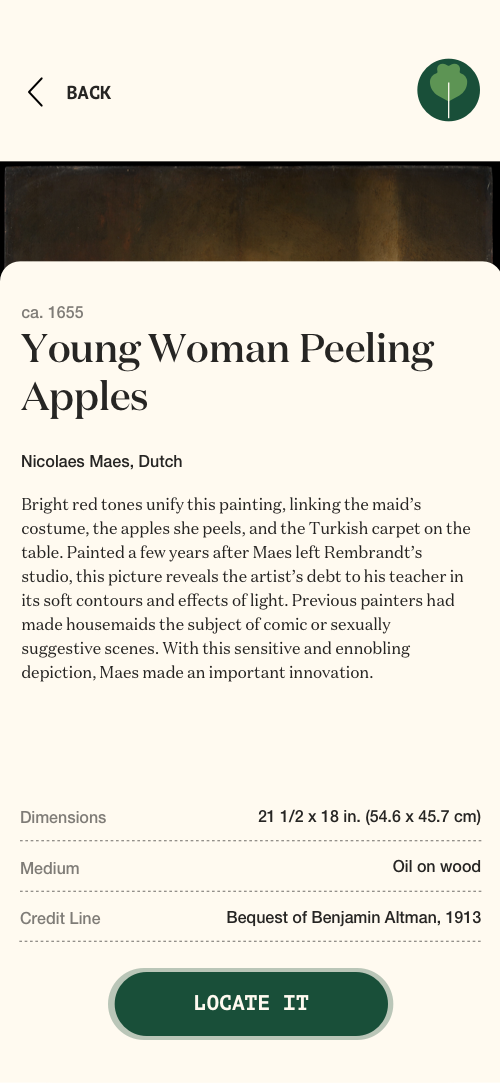 BACK
ca. 1655
Young Woman Peeling
Apples
Nicolaes Maes, Dutch
Bright red tones unify this painting, linking the maid’s
costume, the apples she peels, and the Turkish carpet on the
table. Painted a few years after Maes left Rembrandt’s
studio, this picture reveals the artist’s debt to his teacher in
its soft contours and effects of light. Previous painters had
made housemaids the subject of comic or sexually
suggestive scenes. With this sensitive and ennobling
depiction, Maes made an important innovation.
Dimensions 21 1/2 x 18 in. (54.6 x 45.7 cm)
Medium Oil on wood
Credit Line Bequest of Benjamin Altman, 1913
LOCATE IT